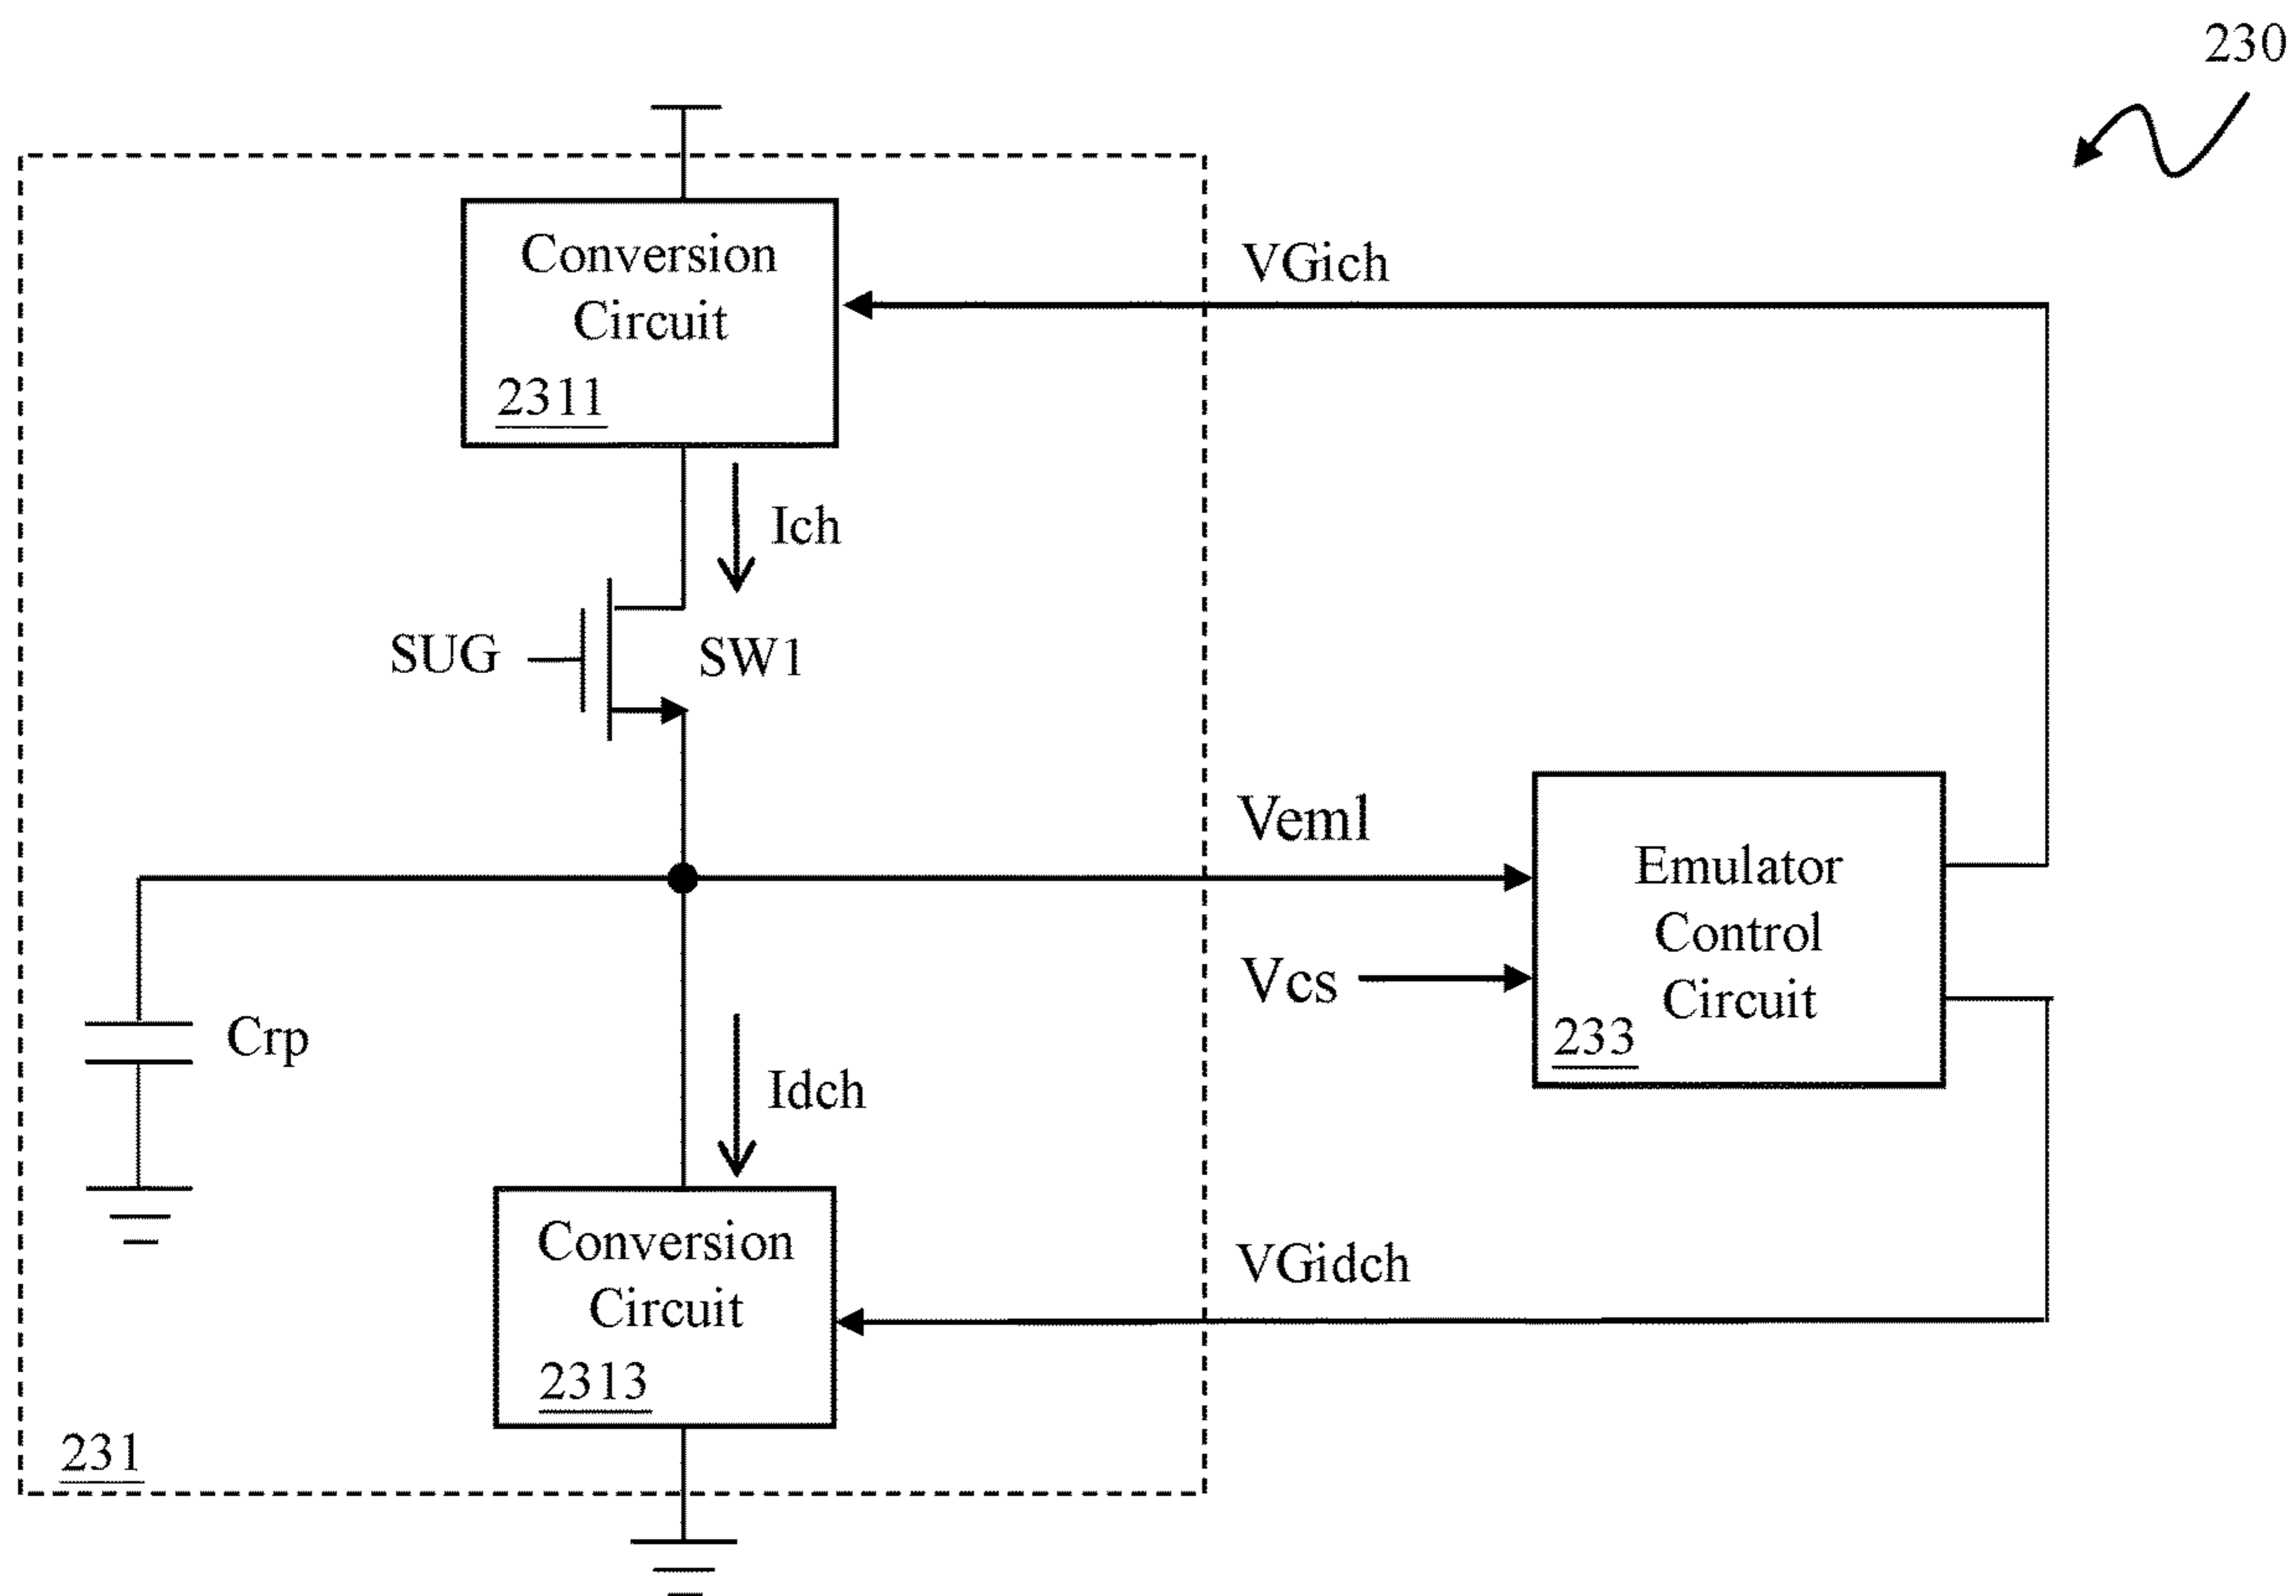 230
Conversion
Circuit
2311
VGich
Ich
SUG
SW1
Veml
Emulator
Control
Circuit
233
Vcs
Crp
Idch
Conversion
Circuit
2313
VGidch
231